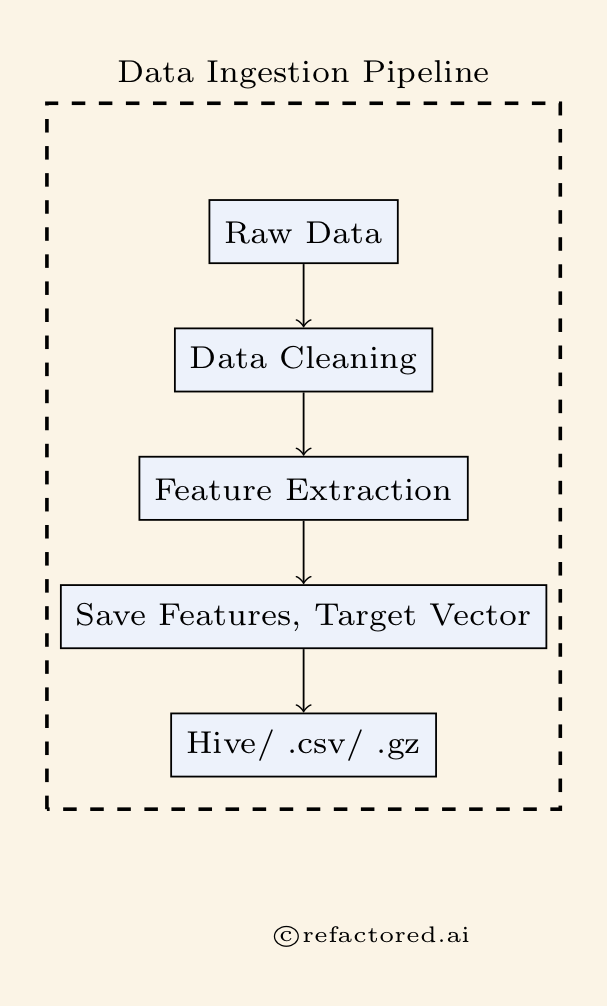 Data Ingestion Pipeline
Raw Data
Data Cleaning
Feature Extraction
Save Features, Target Vector
Hive/ .csv/ .gz
©refactored.ai